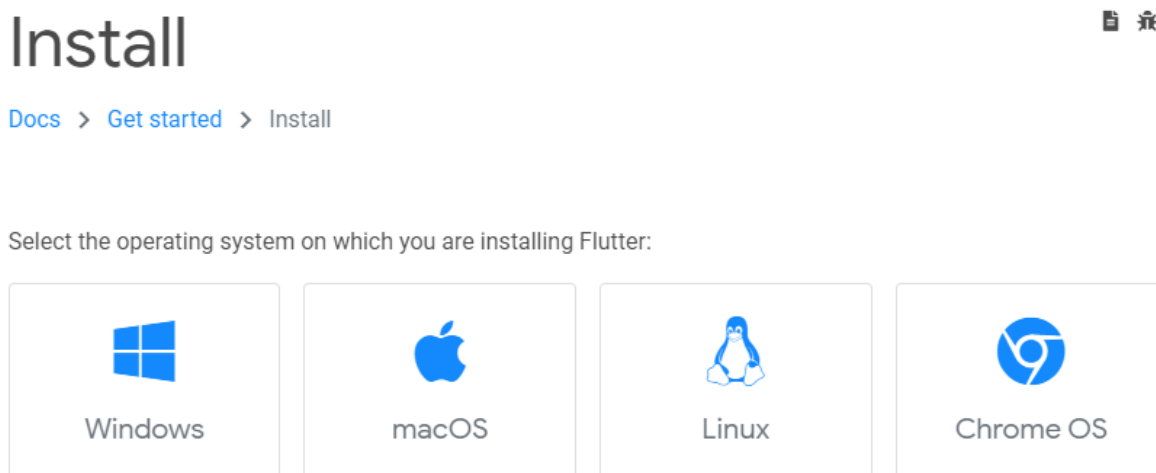 Install
Docs > Get started > Install
Select the operating system on which you are installing Flutter:
Windows macOS Linux Chrome OS